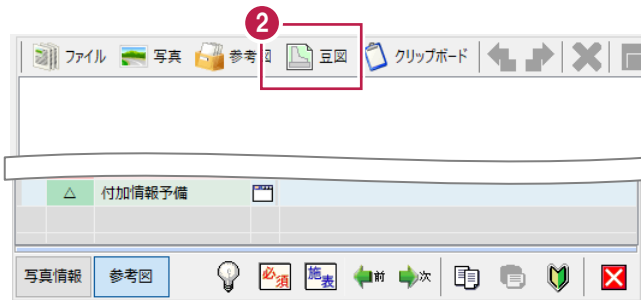 2
ファイル 写真 参考図 豆図 クリップボード
△ 付加情報予備
写真情報 参考図 必須 施表 前 次